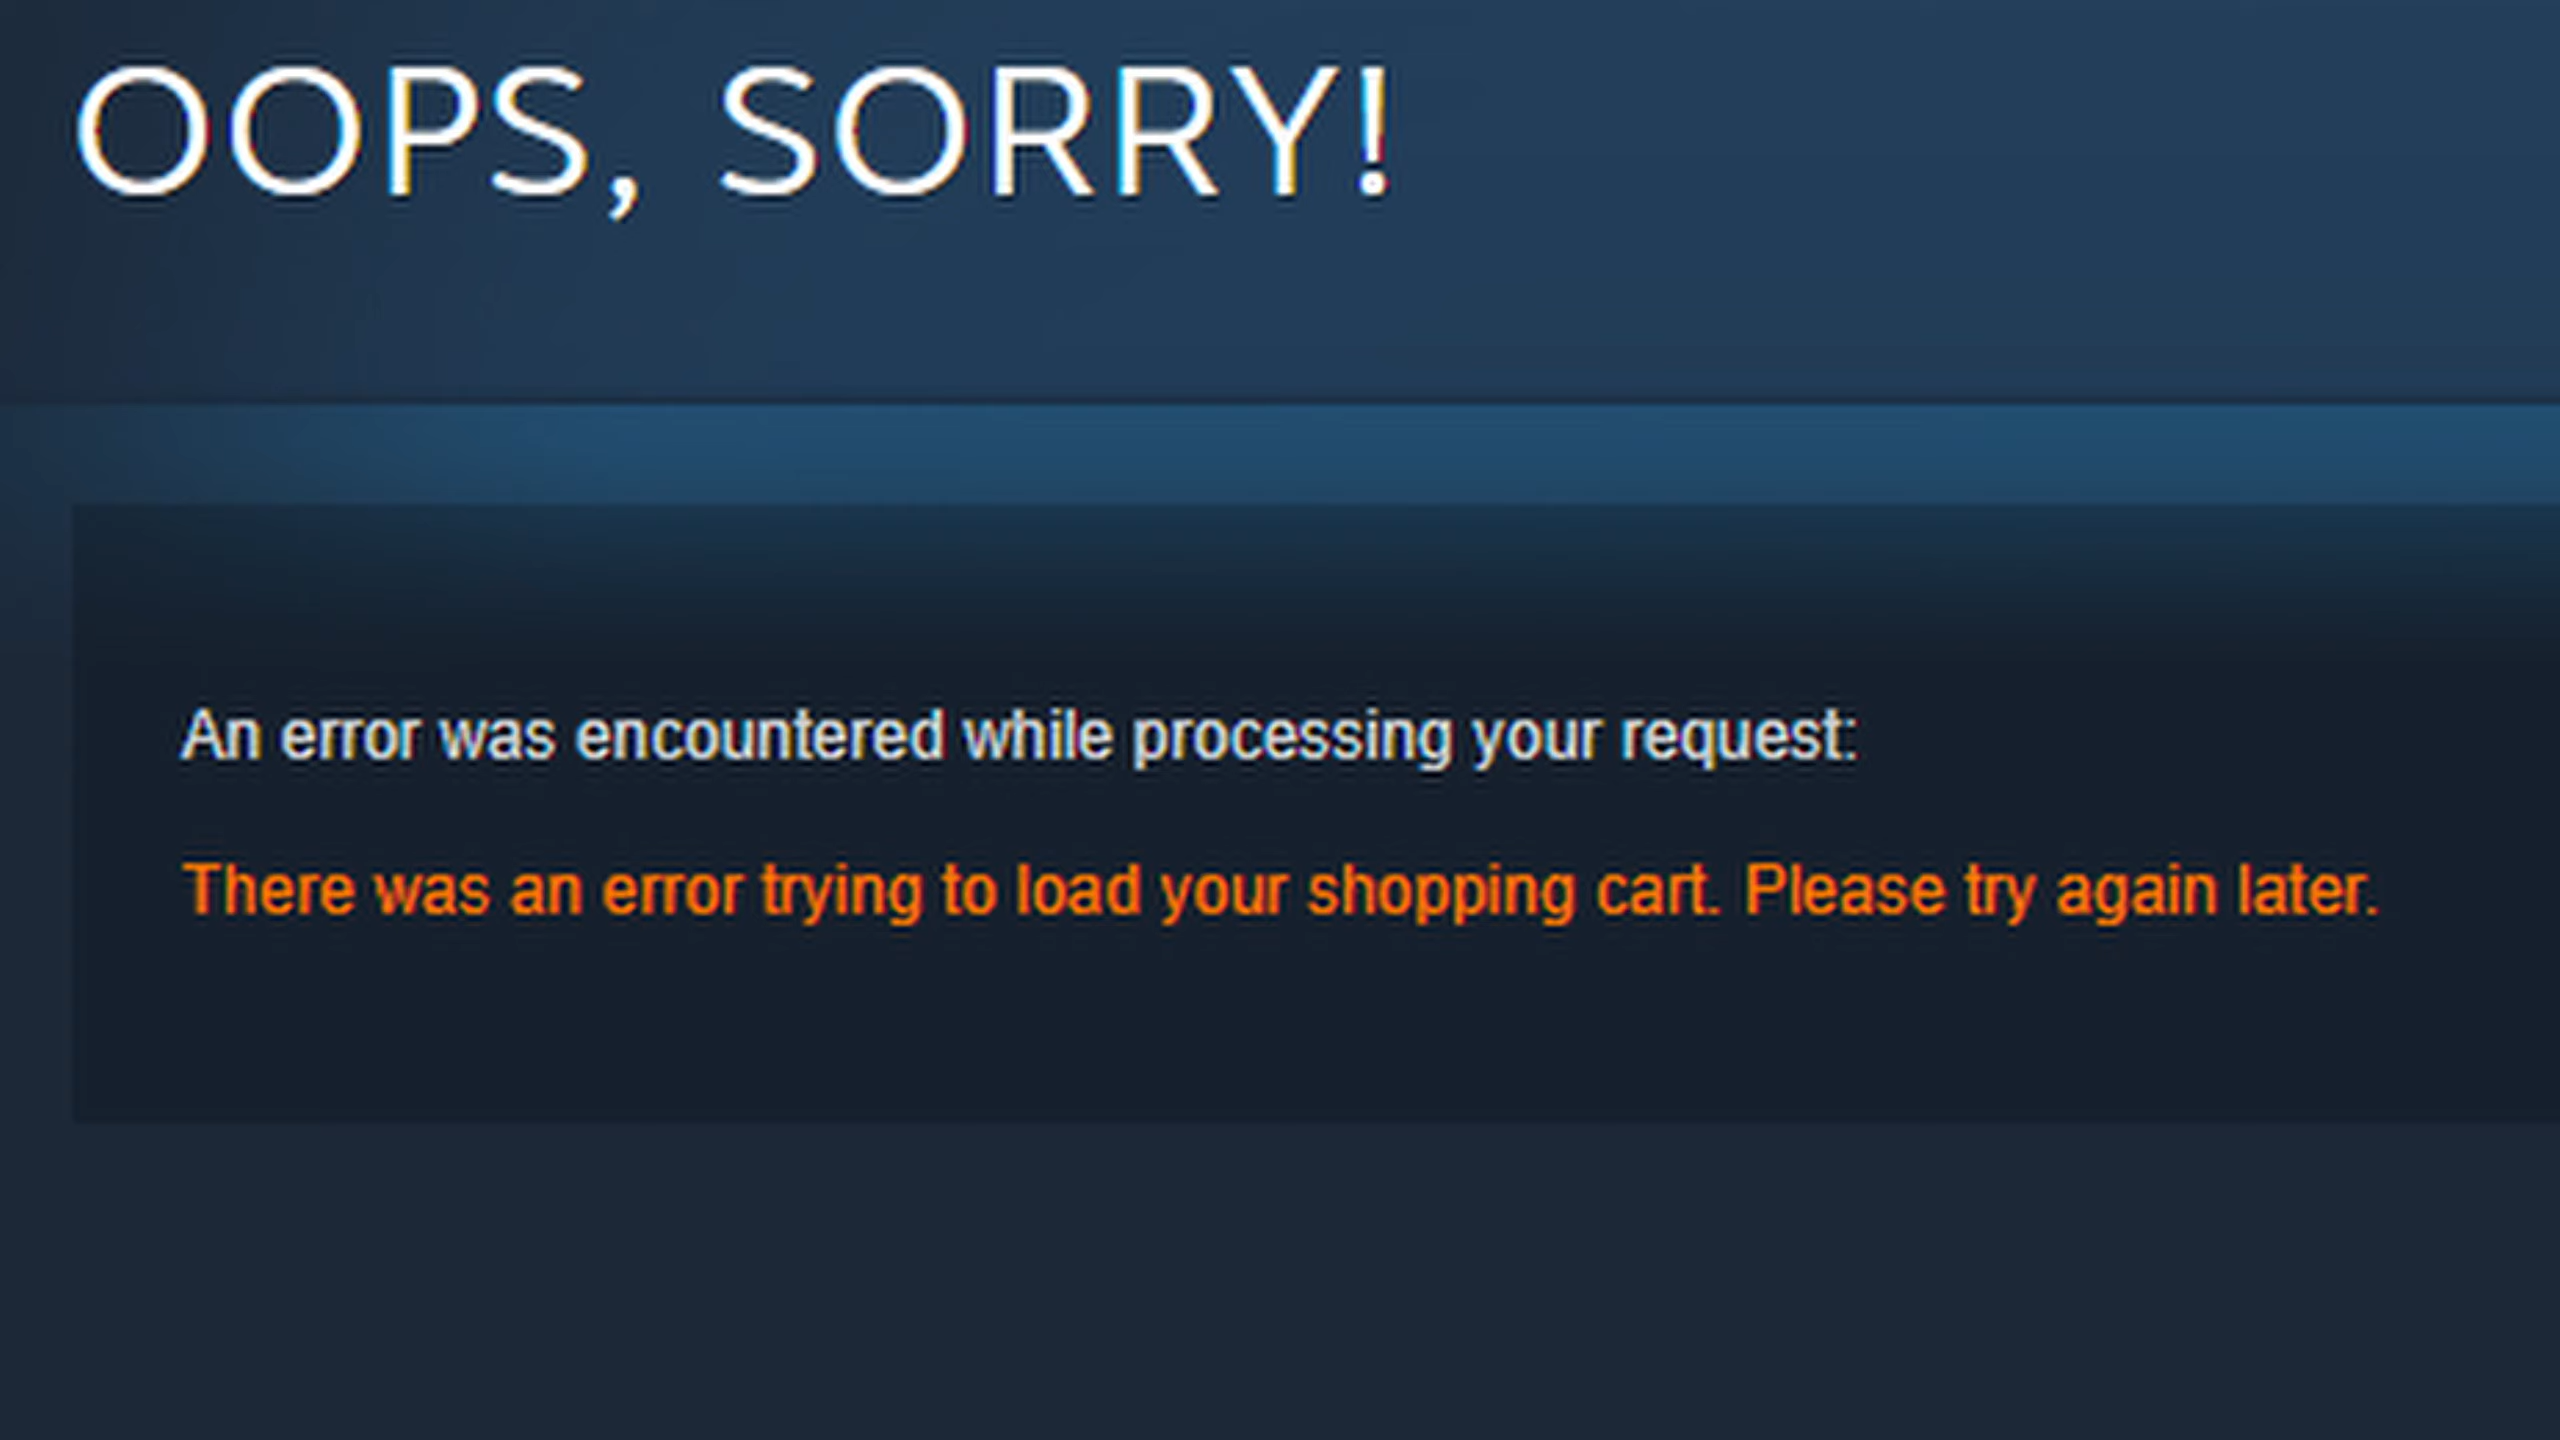 OOPS, SORRY!
An error was encountered while processing your request:
There was an error trying to load your shopping cart. Please try again later.